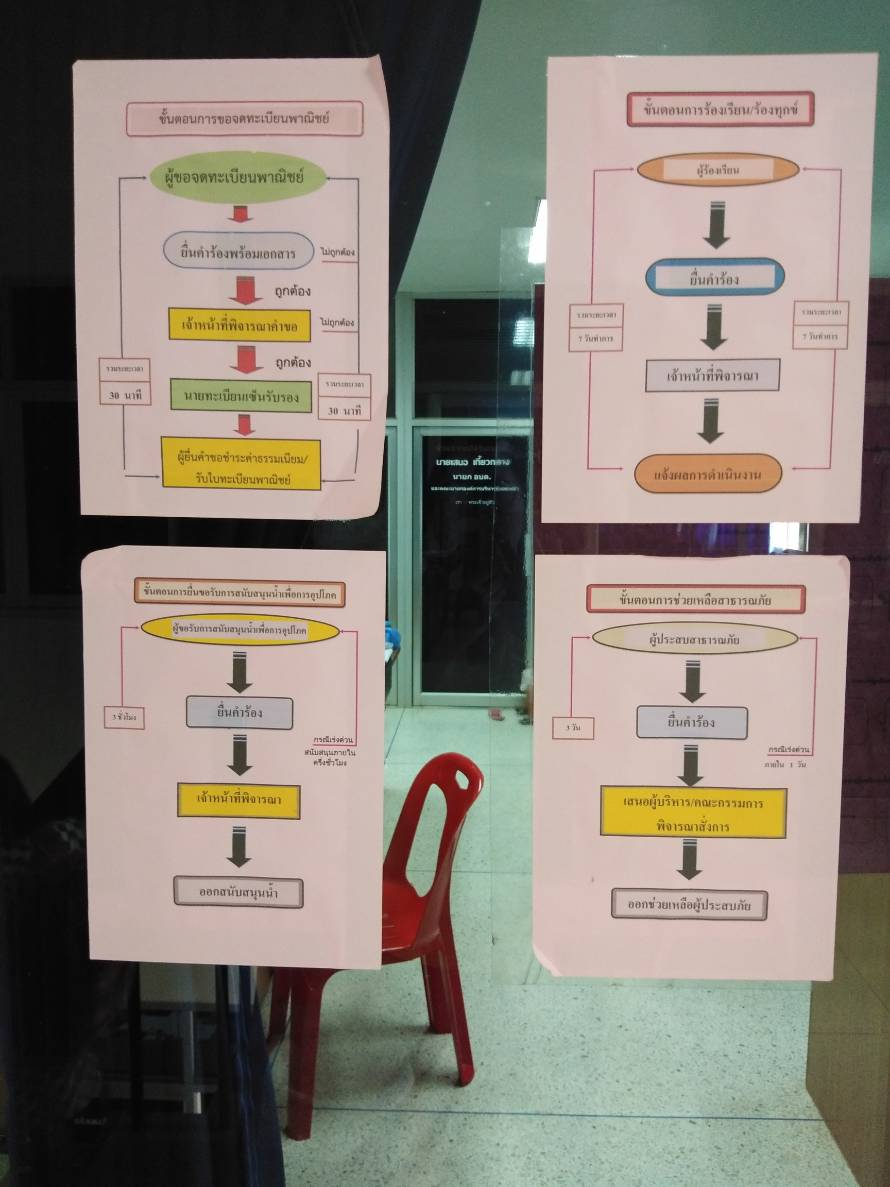 ขั้นตอนการขอจดทะเบียนพาณิชย์
ผู้ขอจดทะเบียนพาณิชย์
ยื่นคำร้องพร้อมเอกสาร
ไม่ถูกต้อง
ถูกต้อง
เจ้าหน้าที่พิจารณาคำขอ
ไม่ถูกต้อง
ถูกต้อง
รวมระยะเวลา
30 นาที
นายทะเบียนเซ็นรับรอง
รวมระยะเวลา
30 นาที
ผู้ยื่นคำขอชำระค่าธรรมเนียม/
รับใบทะเบียนพาณิชย์
ขั้นตอนการร้องเรียน/ร้องทุกข์
ผู้ร้องเรียน
ยื่นคำร้อง
รวมระยะเวลา
7 วันทำการ
รวมระยะเวลา
7 วันทำการ
เจ้าหน้าที่พิจารณา
แจ้งผลการดำเนินงาน
นายเสนอ เกี้ยวกลาง
นายก อบต.
ขั้นตอนการยื่นขอรับการสนับสนุนน้ำเพื่อการอุปโภค
ผู้ขอรับการสนับสนุนน้ำเพื่อการอุปโภค
ยื่นคำร้อง
3 ชั่วโมง
กรณีเร่งด่วน
สนับสนุนภายใน
ครึ่งชั่วโมง
เจ้าหน้าที่พิจารณา
ออกสนับสนุนน้ำ
ขั้นตอนการช่วยเหลือสาธารณภัย
ผู้ประสบสาธารณภัย
ยื่นคำร้อง
3 วัน
กรณีเร่งด่วน
ภายใน 1 วัน
เสนอผู้บริหาร/คณะกรรมการ
พิจารณาสั่งการ
ออกช่วยเหลือผู้ประสบภัย